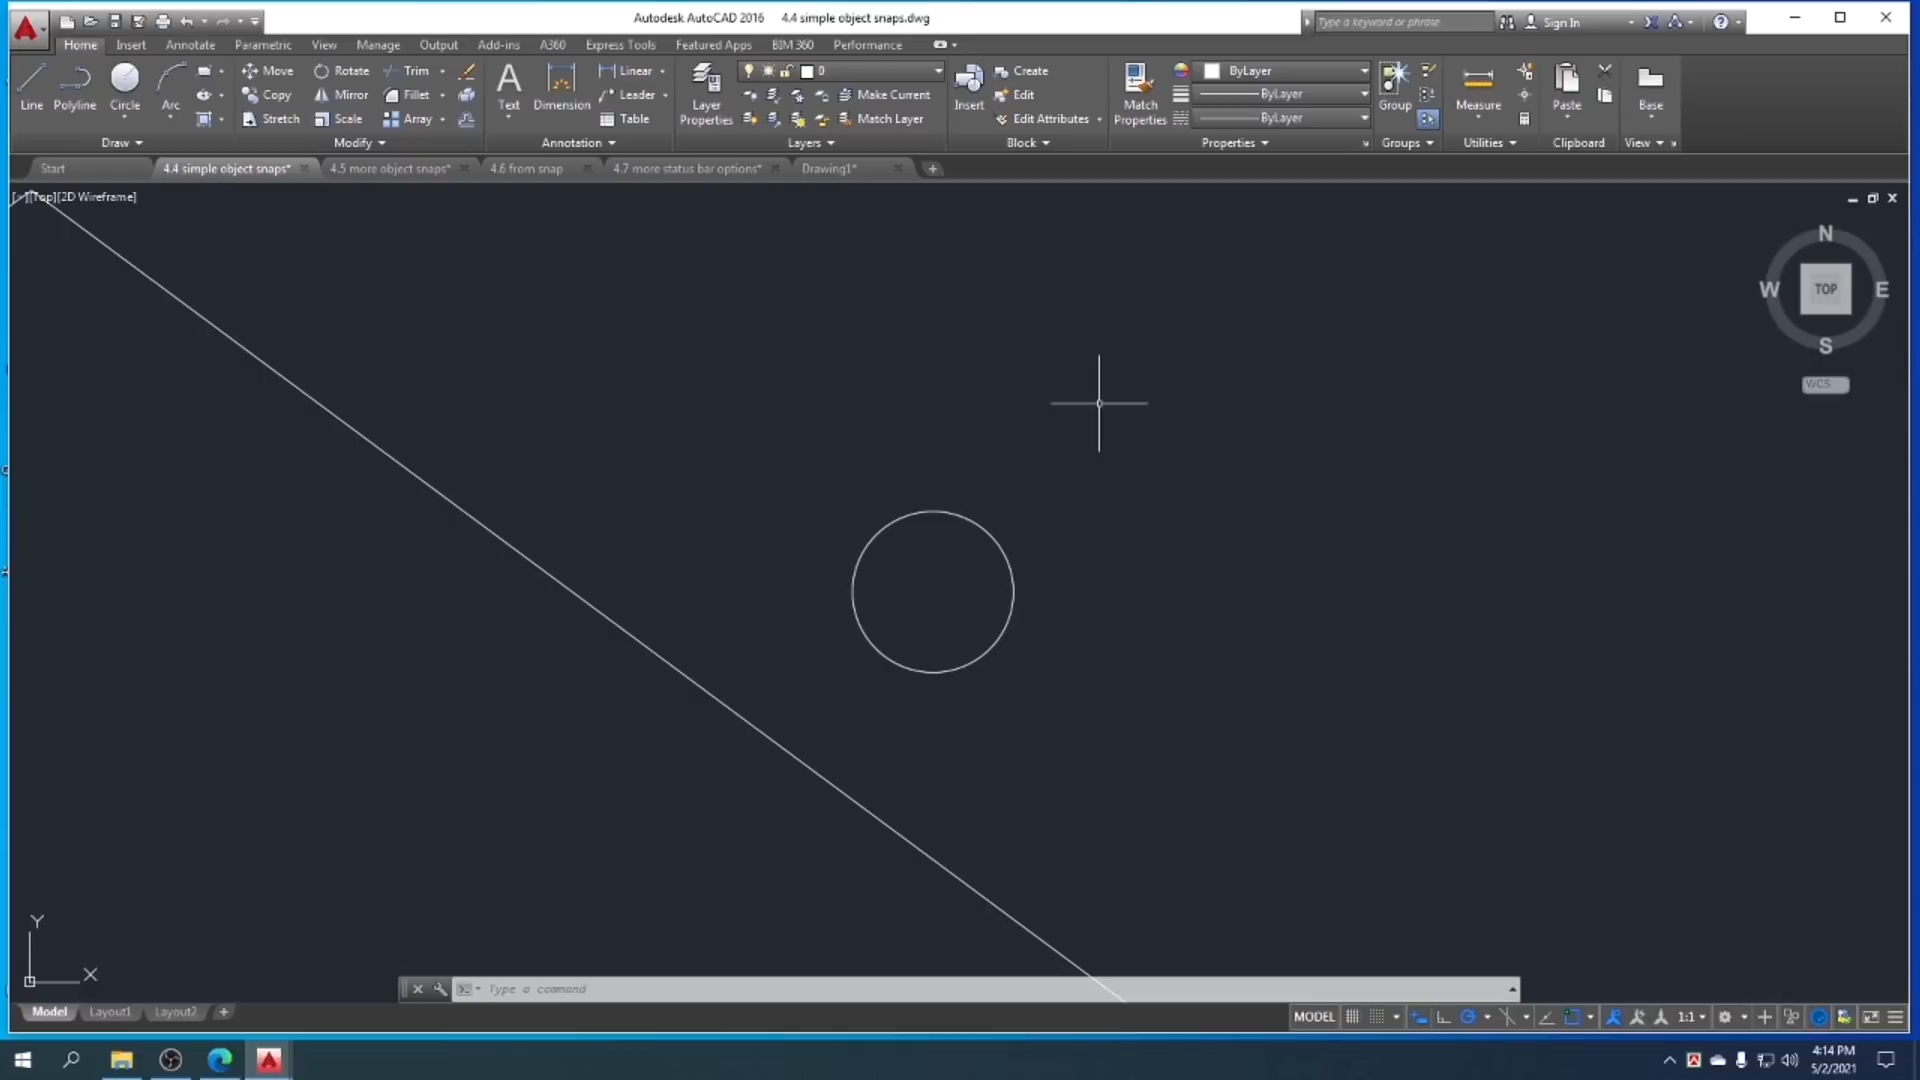 Autodesk AutoCAD 2016 4.4 simple object snaps.dwg
Type a keyword or phrase
Sign In
Home Insert Annotate Parametric View Manage Output Add-ins A360 Express Tools Featured Apps BIM 360 Performance
Line Polyline Circle Arc
Move Rotate Trim
Copy Mirror Fillet
Stretch Scale Array
Text Dimension
Linear
Leader
Table
Layer Properties
0
Make Current
Match Layer
Insert
Create
Edit
Edit Attributes
Match Properties
ByLayer
ByLayer
ByLayer
Group
Measure
Paste
Base
Draw Modify Annotation Layers Block Properties Groups Utilities Clipboard View
Start 4.4 simple object snaps* 4.5 more object snaps* 4.6 from snap 4.7 more status bar options* Drawing1*
[-][Top][2D Wireframe]
N
W TOP E
S
WCS
Y
X
Type a command
Model Layout1 Layout2
MODEL 1:1
4:14 PM
5/2/2021